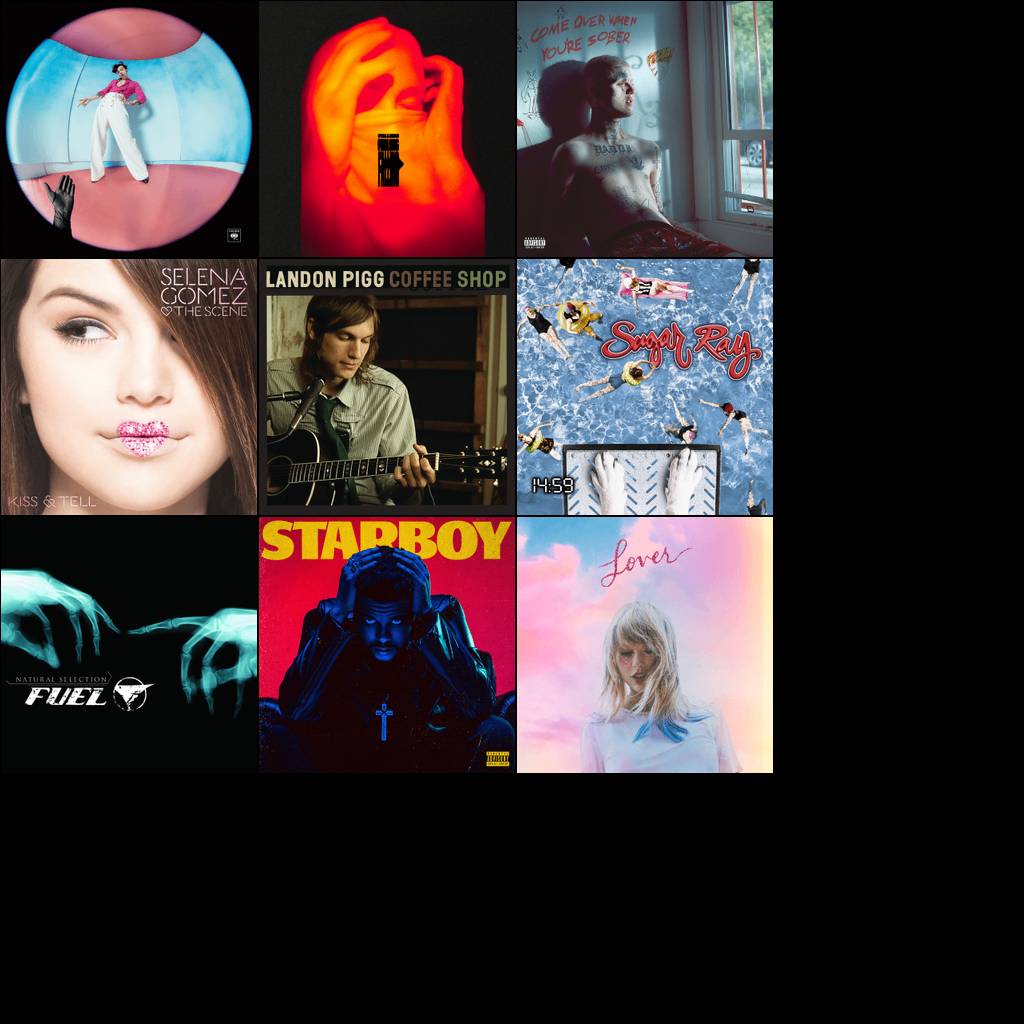 COME OVER WHEN
YOU'RE SOBER
SELENA
GOMEZ
♡ THE SCENE
KISS & TELL
LANDON PIGG COFFEE SHOP
Sugar Ray
14:59
NATURAL SELECTION
FUEL
STARBOY
Lover